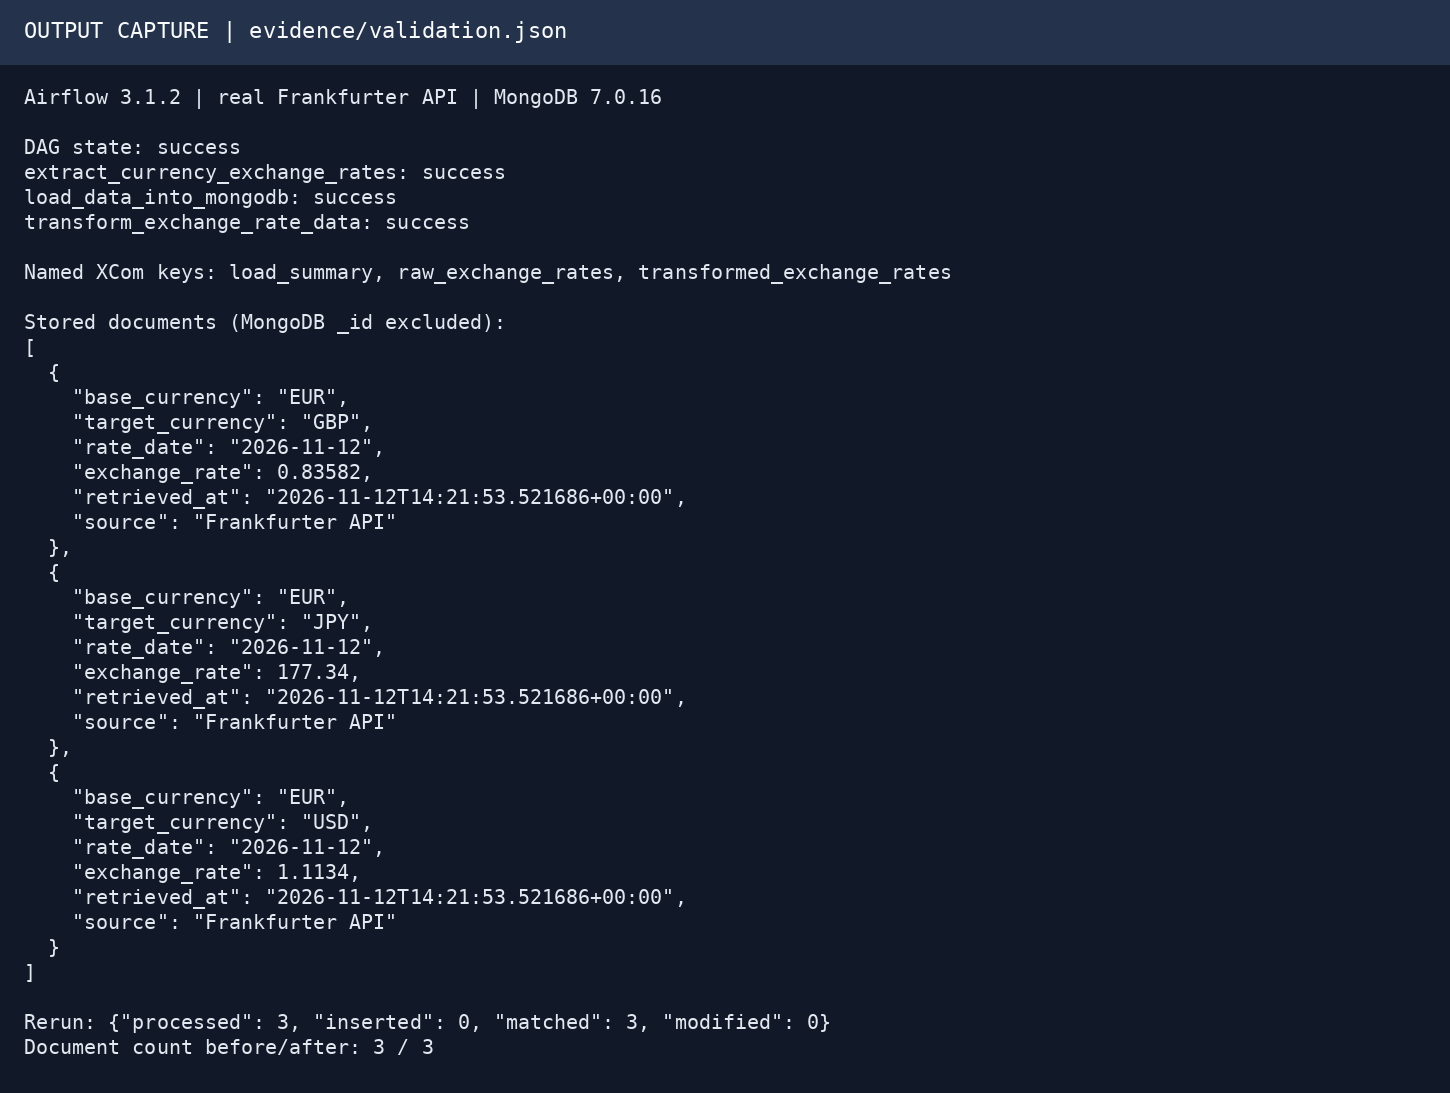 OUTPUT CAPTURE | evidence/validation.json
Airflow 3.1.2 | real Frankfurter API | MongoDB 7.0.16
DAG state: success
extract_currency_exchange_rates: success
load_data_into_mongodb: success
transform_exchange_rate_data: success
Named XCom keys: load_summary, raw_exchange_rates, transformed_exchange_rates
Stored documents (MongoDB _id excluded):
[
  {
    "base_currency": "EUR",
    "target_currency": "GBP",
    "rate_date": "2026-11-12",
    "exchange_rate": 0.83582,
    "retrieved_at": "2026-11-12T14:21:53.521686+00:00",
    "source": "Frankfurter API"
  },
  {
    "base_currency": "EUR",
    "target_currency": "JPY",
    "rate_date": "2026-11-12",
    "exchange_rate": 177.34,
    "retrieved_at": "2026-11-12T14:21:53.521686+00:00",
    "source": "Frankfurter API"
  },
  {
    "base_currency": "EUR",
    "target_currency": "USD",
    "rate_date": "2026-11-12",
    "exchange_rate": 1.1134,
    "retrieved_at": "2026-11-12T14:21:53.521686+00:00",
    "source": "Frankfurter API"
  }
]
Rerun: {"processed": 3, "inserted": 0, "matched": 3, "modified": 0}
Document count before/after: 3 / 3